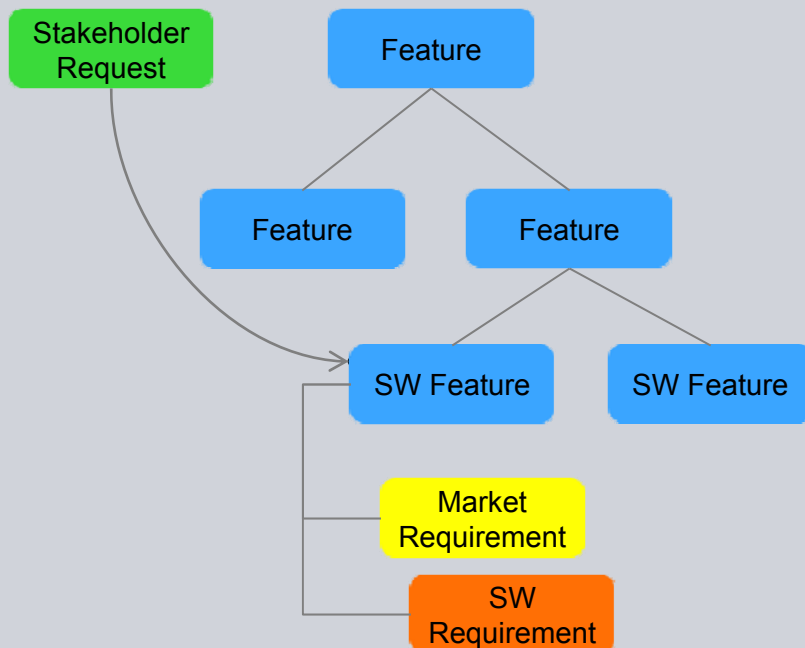 Stakeholder
Request
Feature
Feature
Feature
SW Feature
SW Feature
Market
Requirement
SW
Requirement